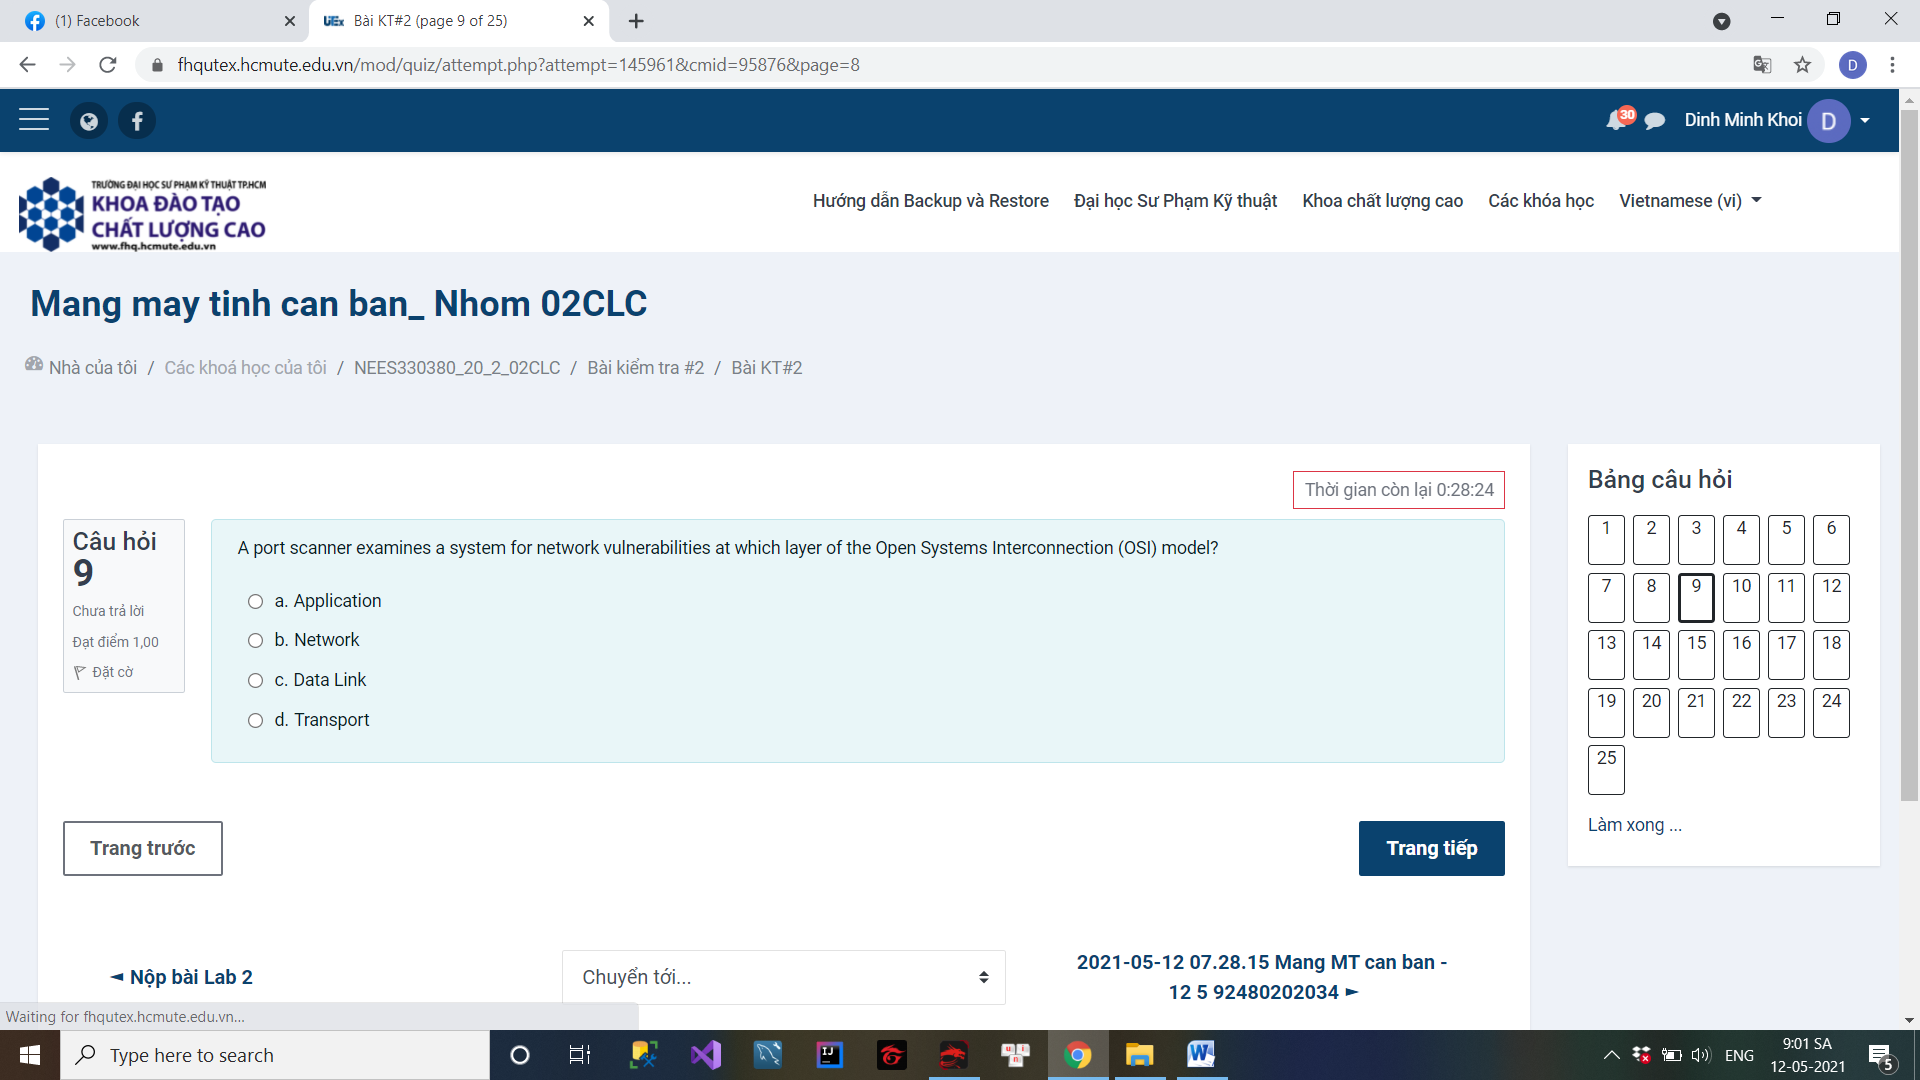 (1) Facebook
UTEx Bài KT#2 (page 9 of 25)
fhqutex.hcmute.edu.vn/mod/quiz/attempt.php?attempt=145961&cmid=95876&page=8
D
30
Dinh Minh Khoi D
TRƯỜNG ĐẠI HỌC SƯ PHẠM KỸ THUẬT TP.HCM
KHOA ĐÀO TẠO
CHẤT LƯỢNG CAO
www.fhq.hcmute.edu.vn
Hướng dẫn Backup và Restore Đại học Sư Phạm Kỹ thuật Khoa chất lượng cao Các khóa học Vietnamese (vi)
Mang may tinh can ban_ Nhom 02CLC
Nhà của tôi / Các khoá học của tôi / NEES330380_20_2_02CLC / Bài kiểm tra #2 / Bài KT#2
Thời gian còn lại 0:28:24
Câu hỏi
9
Chưa trả lời
Đạt điểm 1,00
Đặt cờ
A port scanner examines a system for network vulnerabilities at which layer of the Open Systems Interconnection (OSI) model?
a. Application
b. Network
c. Data Link
d. Transport
Trang trước
Trang tiếp
Bảng câu hỏi
1 2 3 4 5 6
7 8 9 10 11 12
13 14 15 16 17 18
19 20 21 22 23 24
25
Làm xong ...
◄ Nộp bài Lab 2
Chuyển tới...
2021-05-12 07.28.15 Mang MT can ban -
12 5 92480202034 ►
Waiting for fhqutex.hcmute.edu.vn...
Type here to search
ENG
9:01 SA
12-05-2021
5